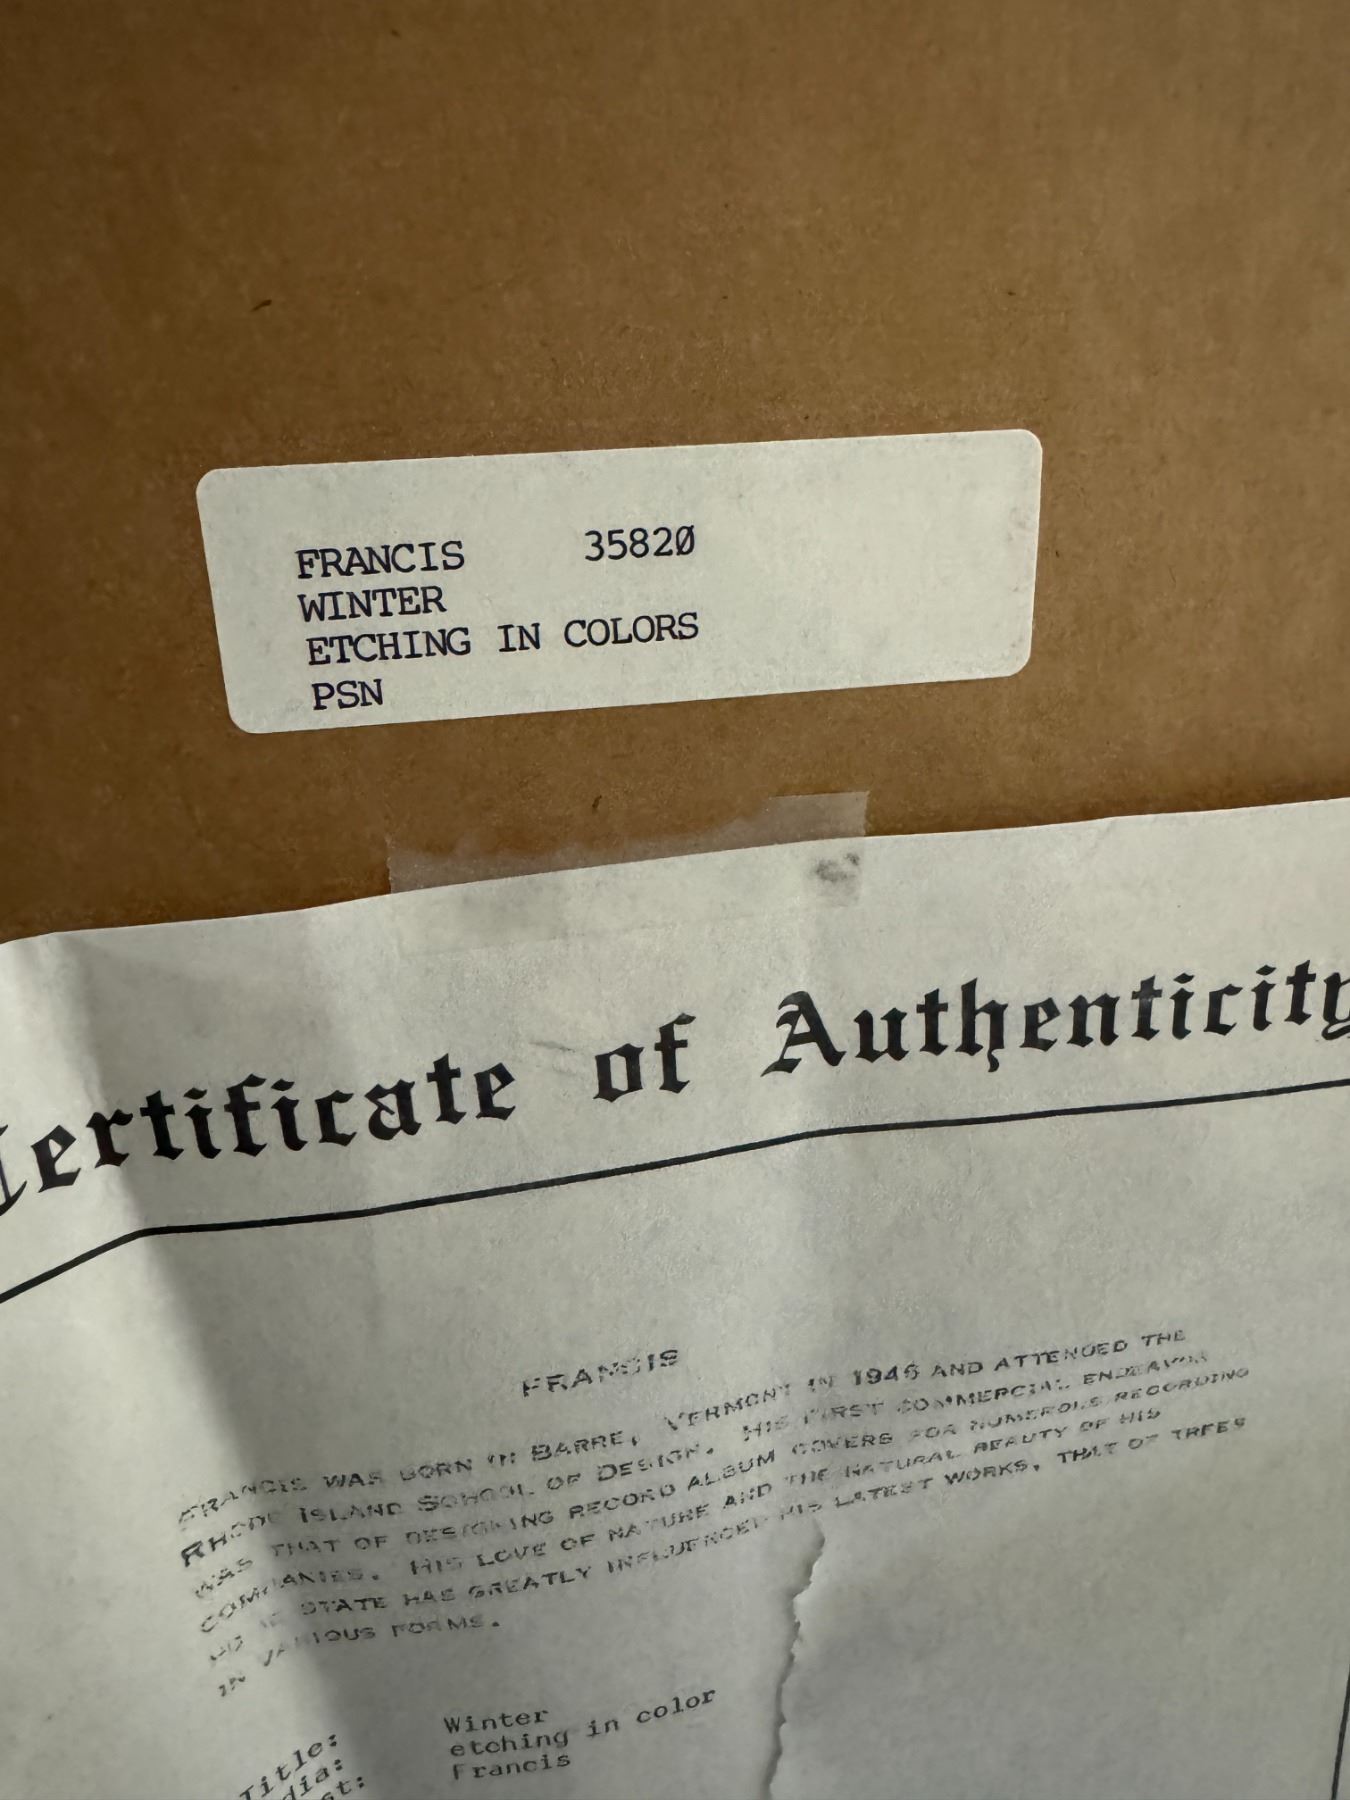 FRANCIS 35820
WINTER
ETCHING IN COLORS
PSN
Certificate of Authenticity
FRANCIS
FRANCIS WAS BORN IN BARRE, VERMONT IN 1946 AND ATTENDED THE
RHODE ISLAND SCHOOL OF DESIGN. HIS FIRST COMMERCIAL ENDEAVOR
WAS THAT OF DESIGNING RECORD ALBUM COVERS FOR NUMEROUS RECORDING
COMPANIES. HIS LOVE OF NATURE AND THE NATURAL BEAUTY OF HIS
STATE HAS GREATLY INFLUENCED HIS LATEST WORKS, THAT OF TREES
IN VARIOUS FORMS.
Title: Winter
etching in color
Francis